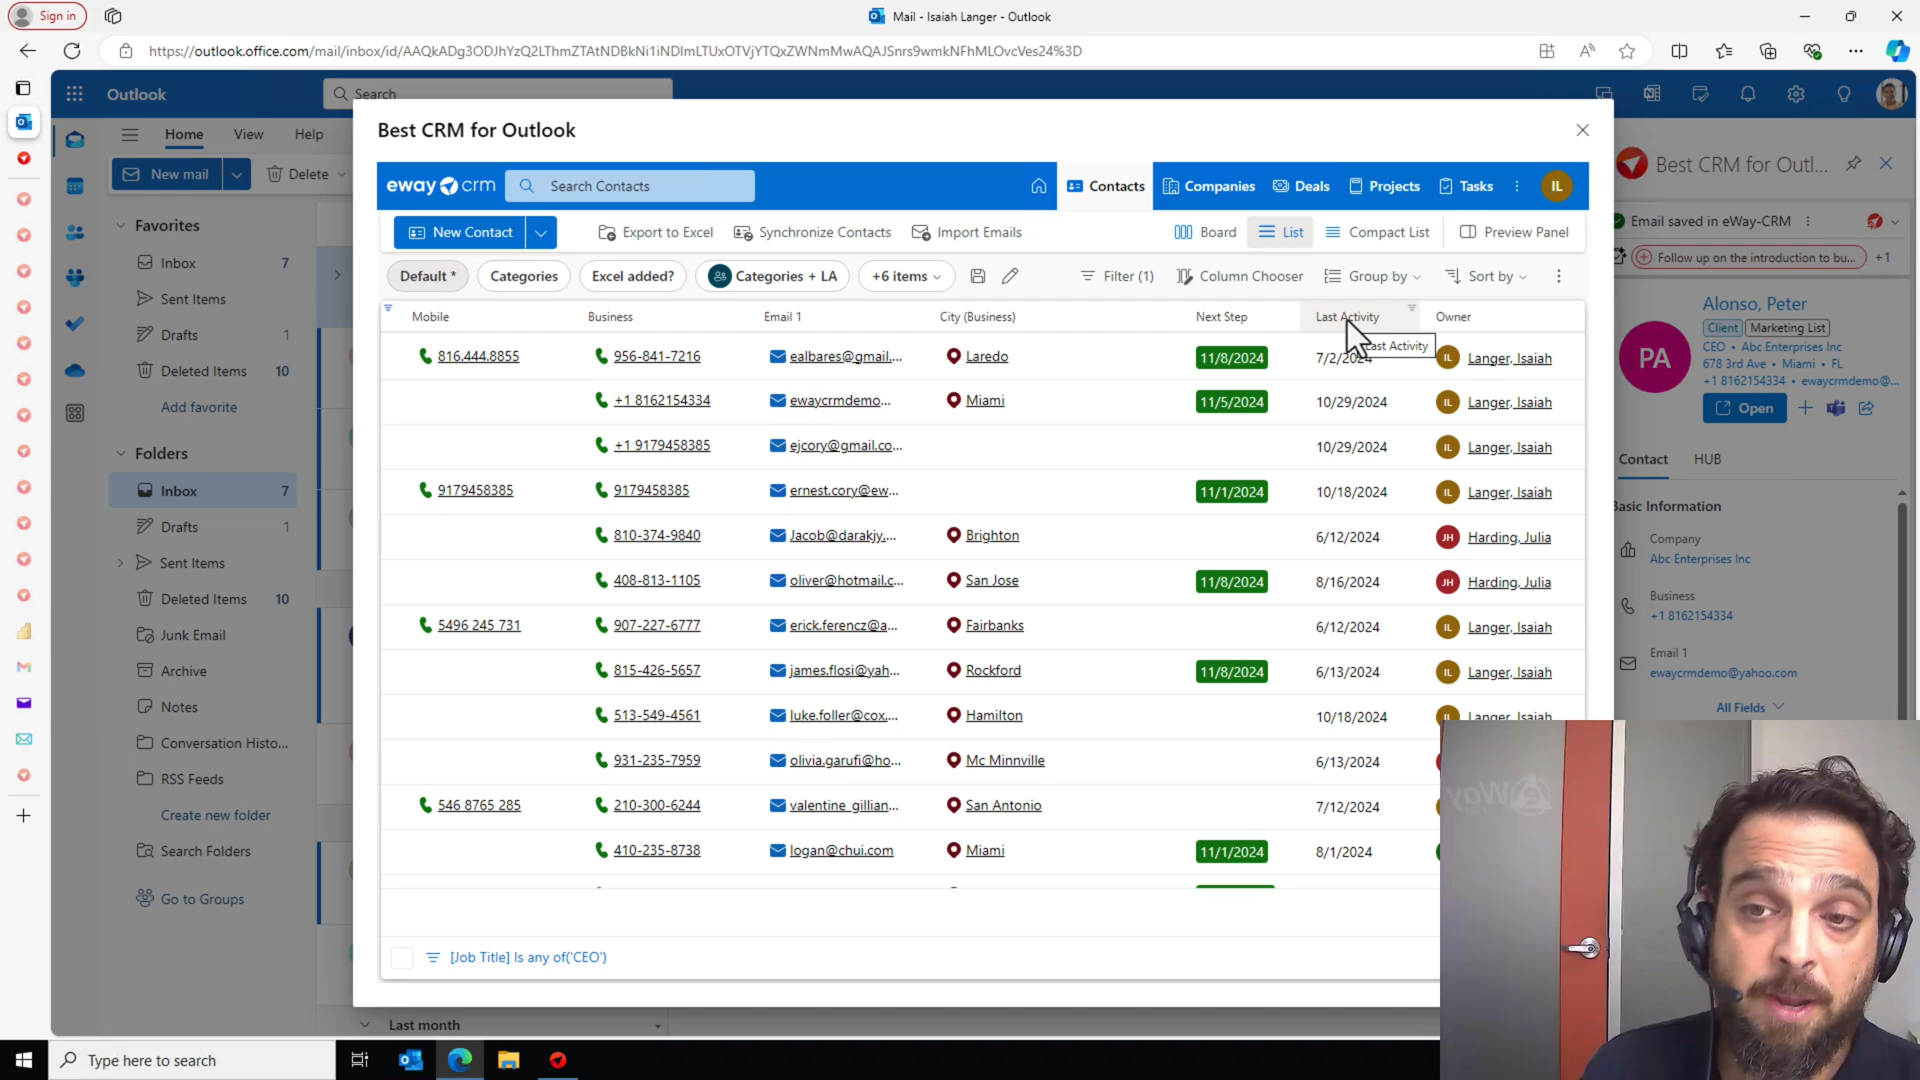 Sign in
Mail - Isaiah Langer - Outlook
https://outlook.office.com/mail/inbox/id/AAQkADg3ODJhYzQ2LThmZTAtNDBkNi1iNDlmLTUxOTVjYTQxZWNmMwAQAJSnrs9wmkNFhMLOvcVes24%3D
Outlook
Search
Home View Help
New mail Delete
Favorites
Inbox 7
Sent Items
Drafts 1
Deleted Items 10
Add favorite
Folders
Inbox 7
Drafts 1
Sent Items
Deleted Items 10
Junk Email
Archive
Notes
Conversation Histo...
RSS Feeds
Create new folder
Search Folders
Go to Groups
Last month
Best CRM for Outlook
eway crm Search Contacts Contacts Companies Deals Projects Tasks IL
New Contact Export to Excel Synchronize Contacts Import Emails Board List Compact List Preview Panel
Default * Categories Excel added? Categories + LA +6 items Filter (1) Column Chooser Group by Sort by
Mobile Business Email 1 City (Business) Next Step Last Activity Owner
Last Activity
816.444.8855 956-841-7216 ealbares@gmail.... Laredo 11/8/2024 7/2/2024 IL Langer, Isaiah
+1 8162154334 ewaycrmdemo... Miami 11/5/2024 10/29/2024 IL Langer, Isaiah
+1 9179458385 ejcory@gmail.co... 10/29/2024 IL Langer, Isaiah
9179458385 9179458385 ernest.cory@ew... 11/1/2024 10/18/2024 IL Langer, Isaiah
810-374-9840 Jacob@darakjy.... Brighton 6/12/2024 JH Harding, Julia
408-813-1105 oliver@hotmail.c... San Jose 11/8/2024 8/16/2024 JH Harding, Julia
5496 245 731 907-227-6777 erick.ferencz@a... Fairbanks 6/12/2024 IL Langer, Isaiah
815-426-5657 james.flosi@yah... Rockford 11/8/2024 6/13/2024 IL Langer, Isaiah
513-549-4561 luke.foller@cox.... Hamilton 10/18/2024 IL Langer, Isaiah
931-235-7959 olivia.garufi@ho... Mc Minnville 6/13/2024
546 8765 285 210-300-6244 valentine_gillian... San Antonio 7/12/2024
410-235-8738 logan@chui.com Miami 11/1/2024 8/1/2024
[Job Title] Is any of('CEO')
Best CRM for Outl...
Email saved in eWay-CRM
Follow up on the introduction to bu... +1
PA
Alonso, Peter
Client Marketing List
CEO • Abc Enterprises Inc
678 3rd Ave • Miami • FL
+1 8162154334 • ewaycrmdemo@...
Open
Contact HUB
Basic Information
Company
Abc Enterprises Inc
Business
+1 8162154334
Email 1
ewaycrmdemo@yahoo.com
All Fields
eWay
Type here to search